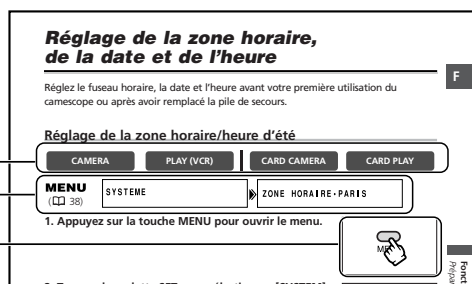 Réglage de la zone horaire,
de la date et de l'heure
F
Réglez le fuseau horaire, la date et l'heure avant votre première utilisation du
camescope ou après avoir remplacé la pile de secours.
Réglage de la zone horaire/heure d'été
CAMERA PLAY (VCR) CARD CAMERA CARD PLAY
MENU
( 38)
SYSTEME ZONE HORAIRE•PARIS
1. Appuyez sur la touche MENU pour ouvrir le menu.